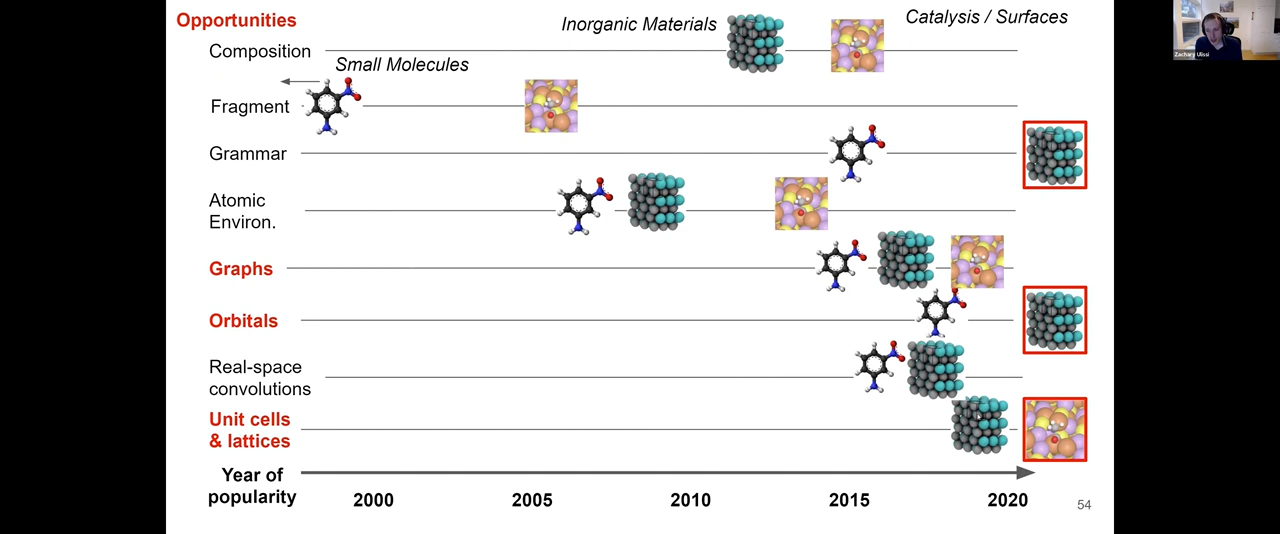 Opportunities
Inorganic Materials
Catalysis / Surfaces
Composition
Small Molecules
Fragment
Grammar
Atomic
Environ.
Graphs
Orbitals
Real-space
convolutions
Unit cells
& lattices
Year of
popularity
2000 2005 2010 2015 2020
54
Zachary Ulissi